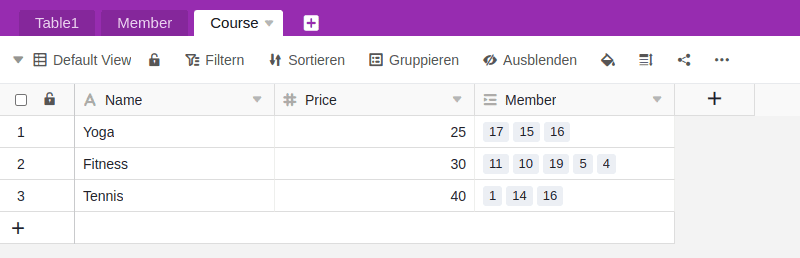 Table1 Member Course
Default View Filtern Sortieren Gruppieren Ausblenden
Name Price Member
1 Yoga 25 17 15 16
2 Fitness 30 11 10 19 5 4
3 Tennis 40 1 14 16